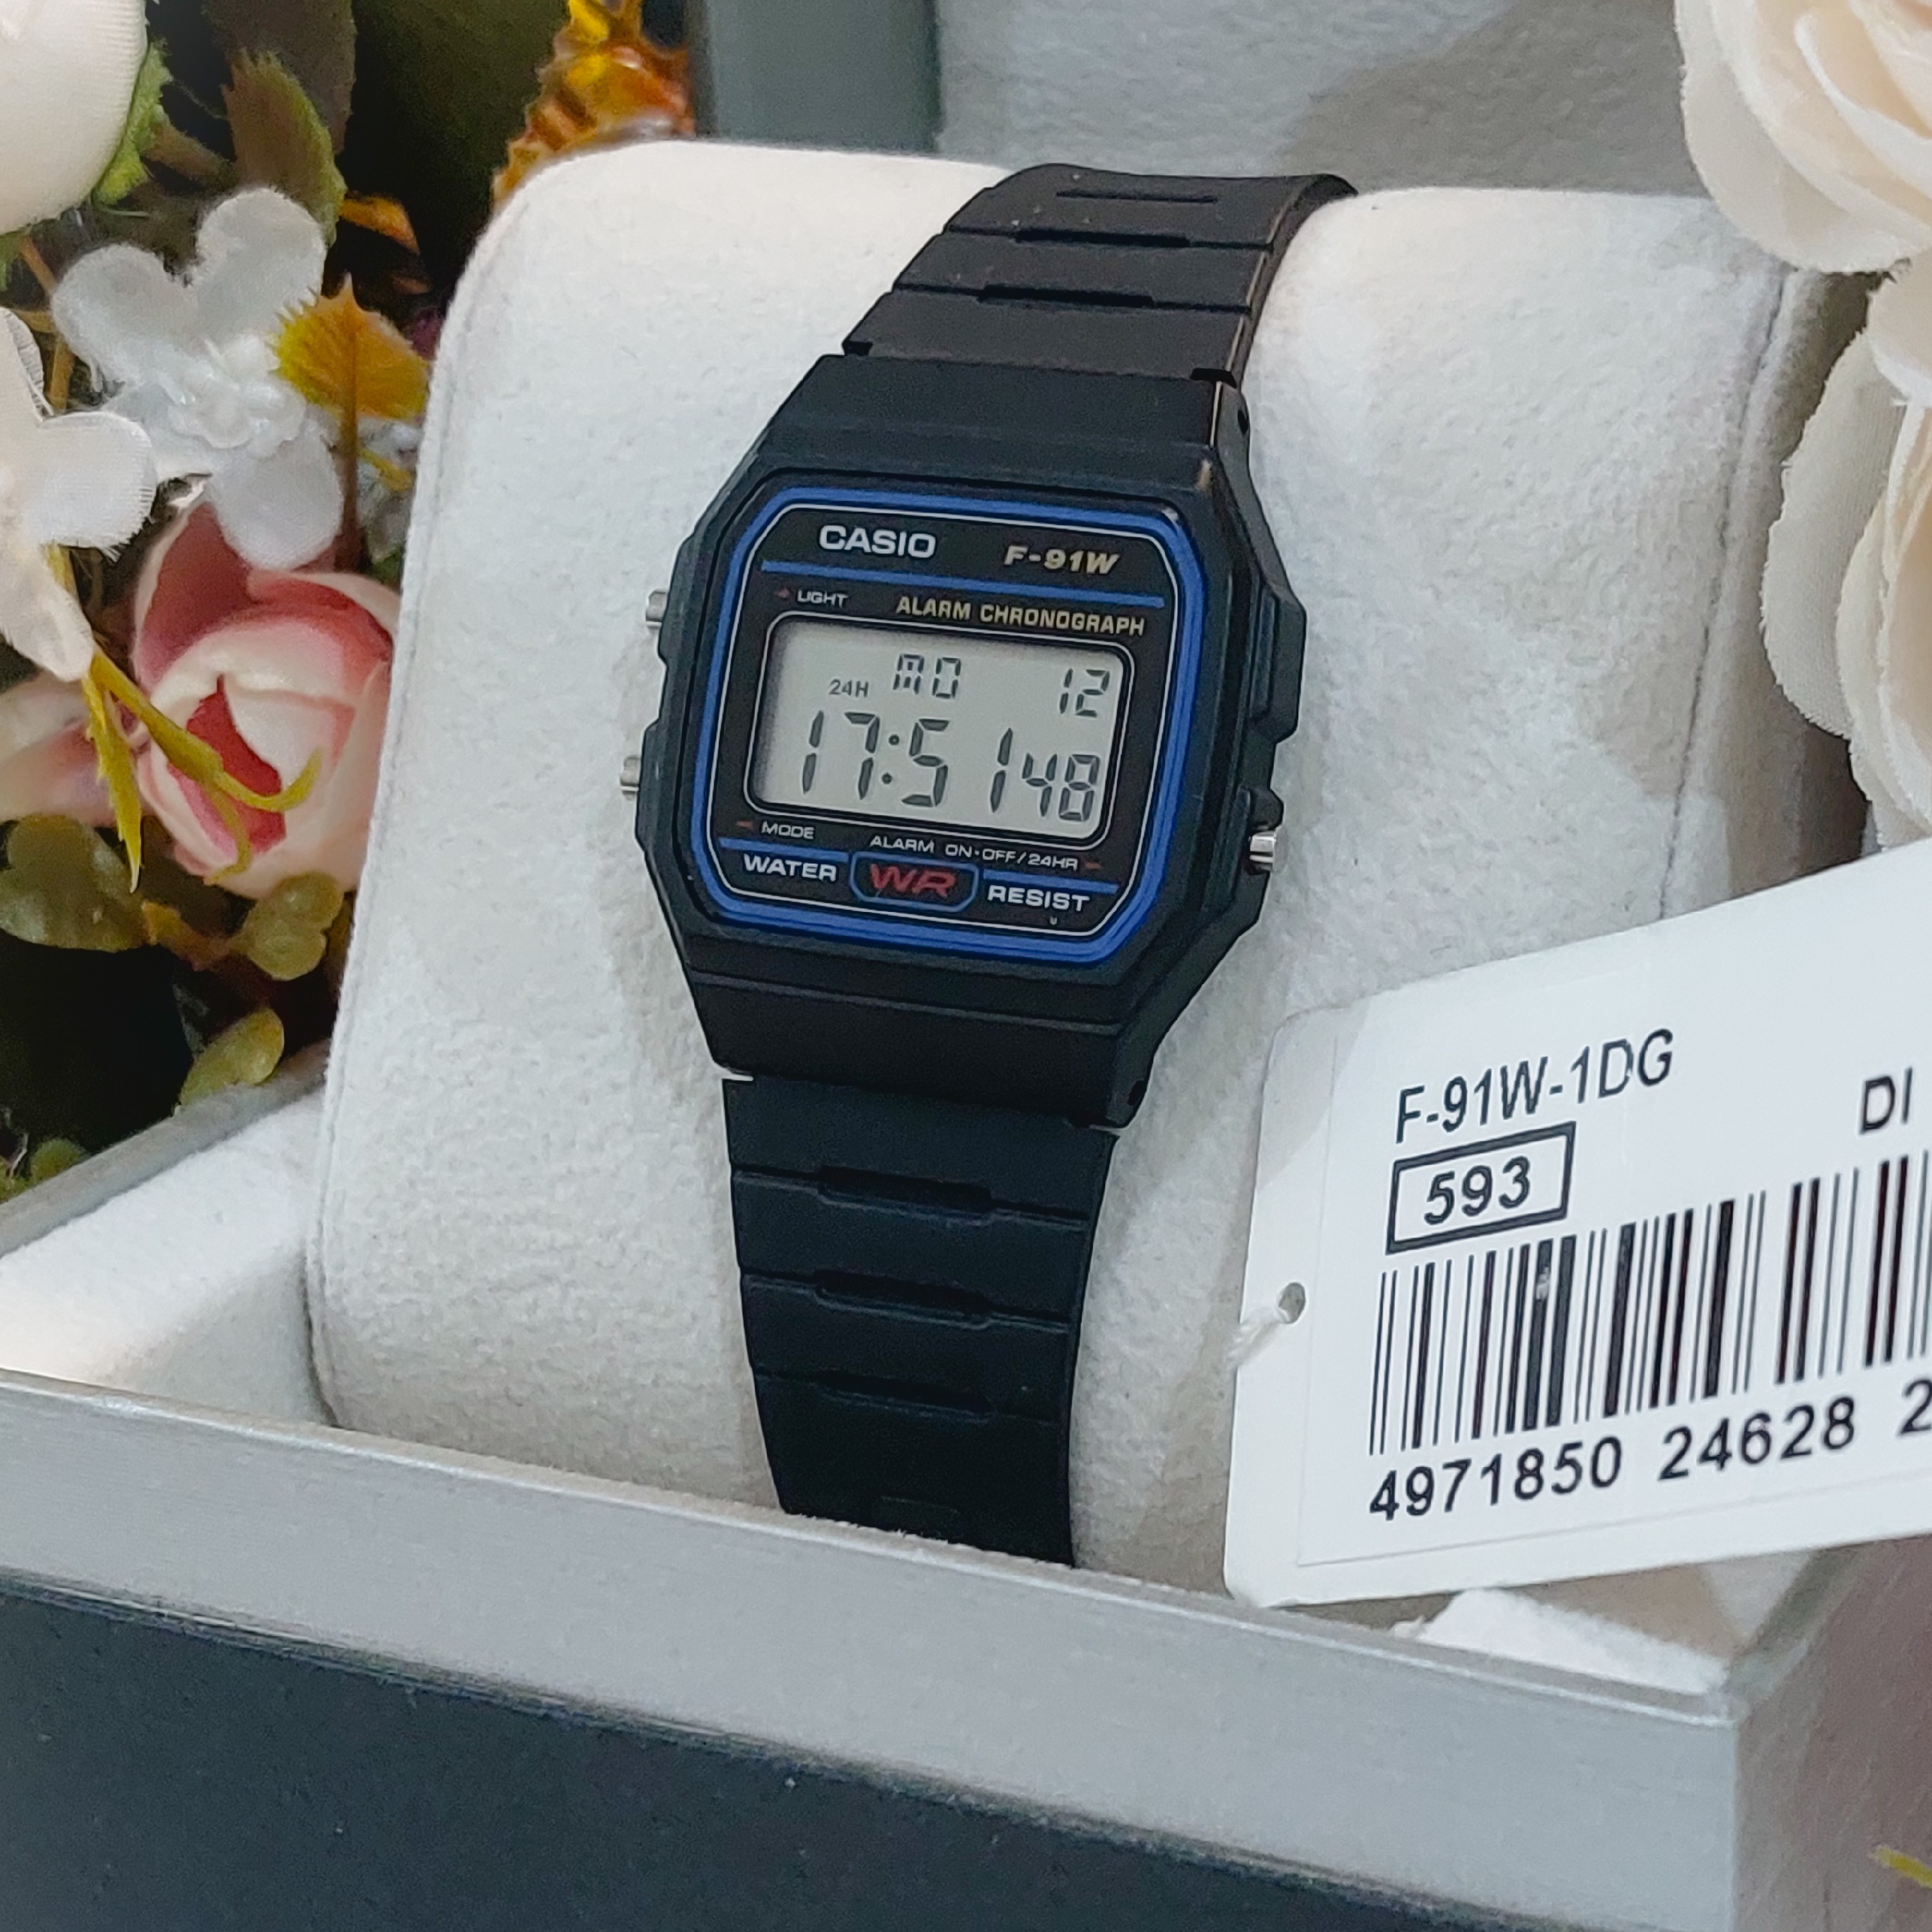 CASIO F-91W
LIGHT ALARM CHRONOGRAPH
24H MO 12
17:51 48
MODE ALARM ON·OFF/24HR
WATER WR RESIST
F-91W-1DG
DI
593
4971850 24628 2